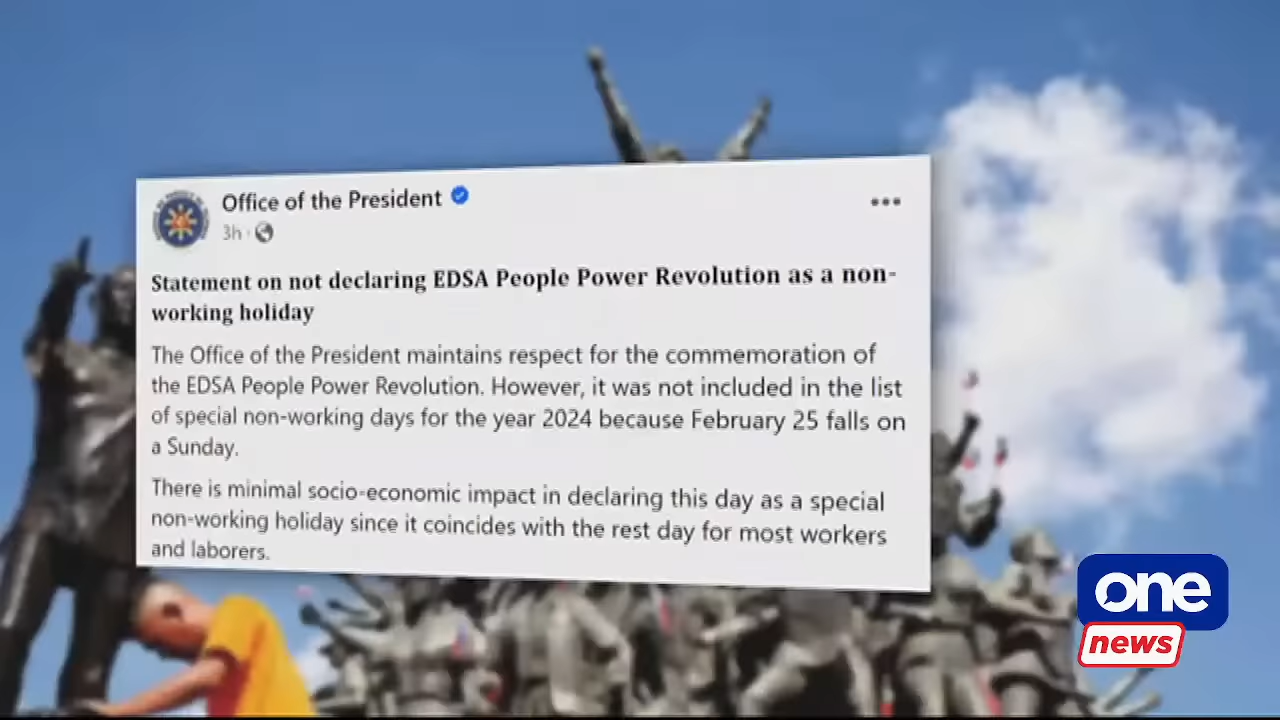 Office of the President
3h
Statement on not declaring EDSA People Power Revolution as a non-
working holiday
The Office of the President maintains respect for the commemoration of
the EDSA People Power Revolution. However, it was not included in the list
of special non-working days for the year 2024 because February 25 falls on
a Sunday.
There is minimal socio-economic impact in declaring this day as a special
non-working holiday since it coincides with the rest day for most workers
and laborers.
one
news